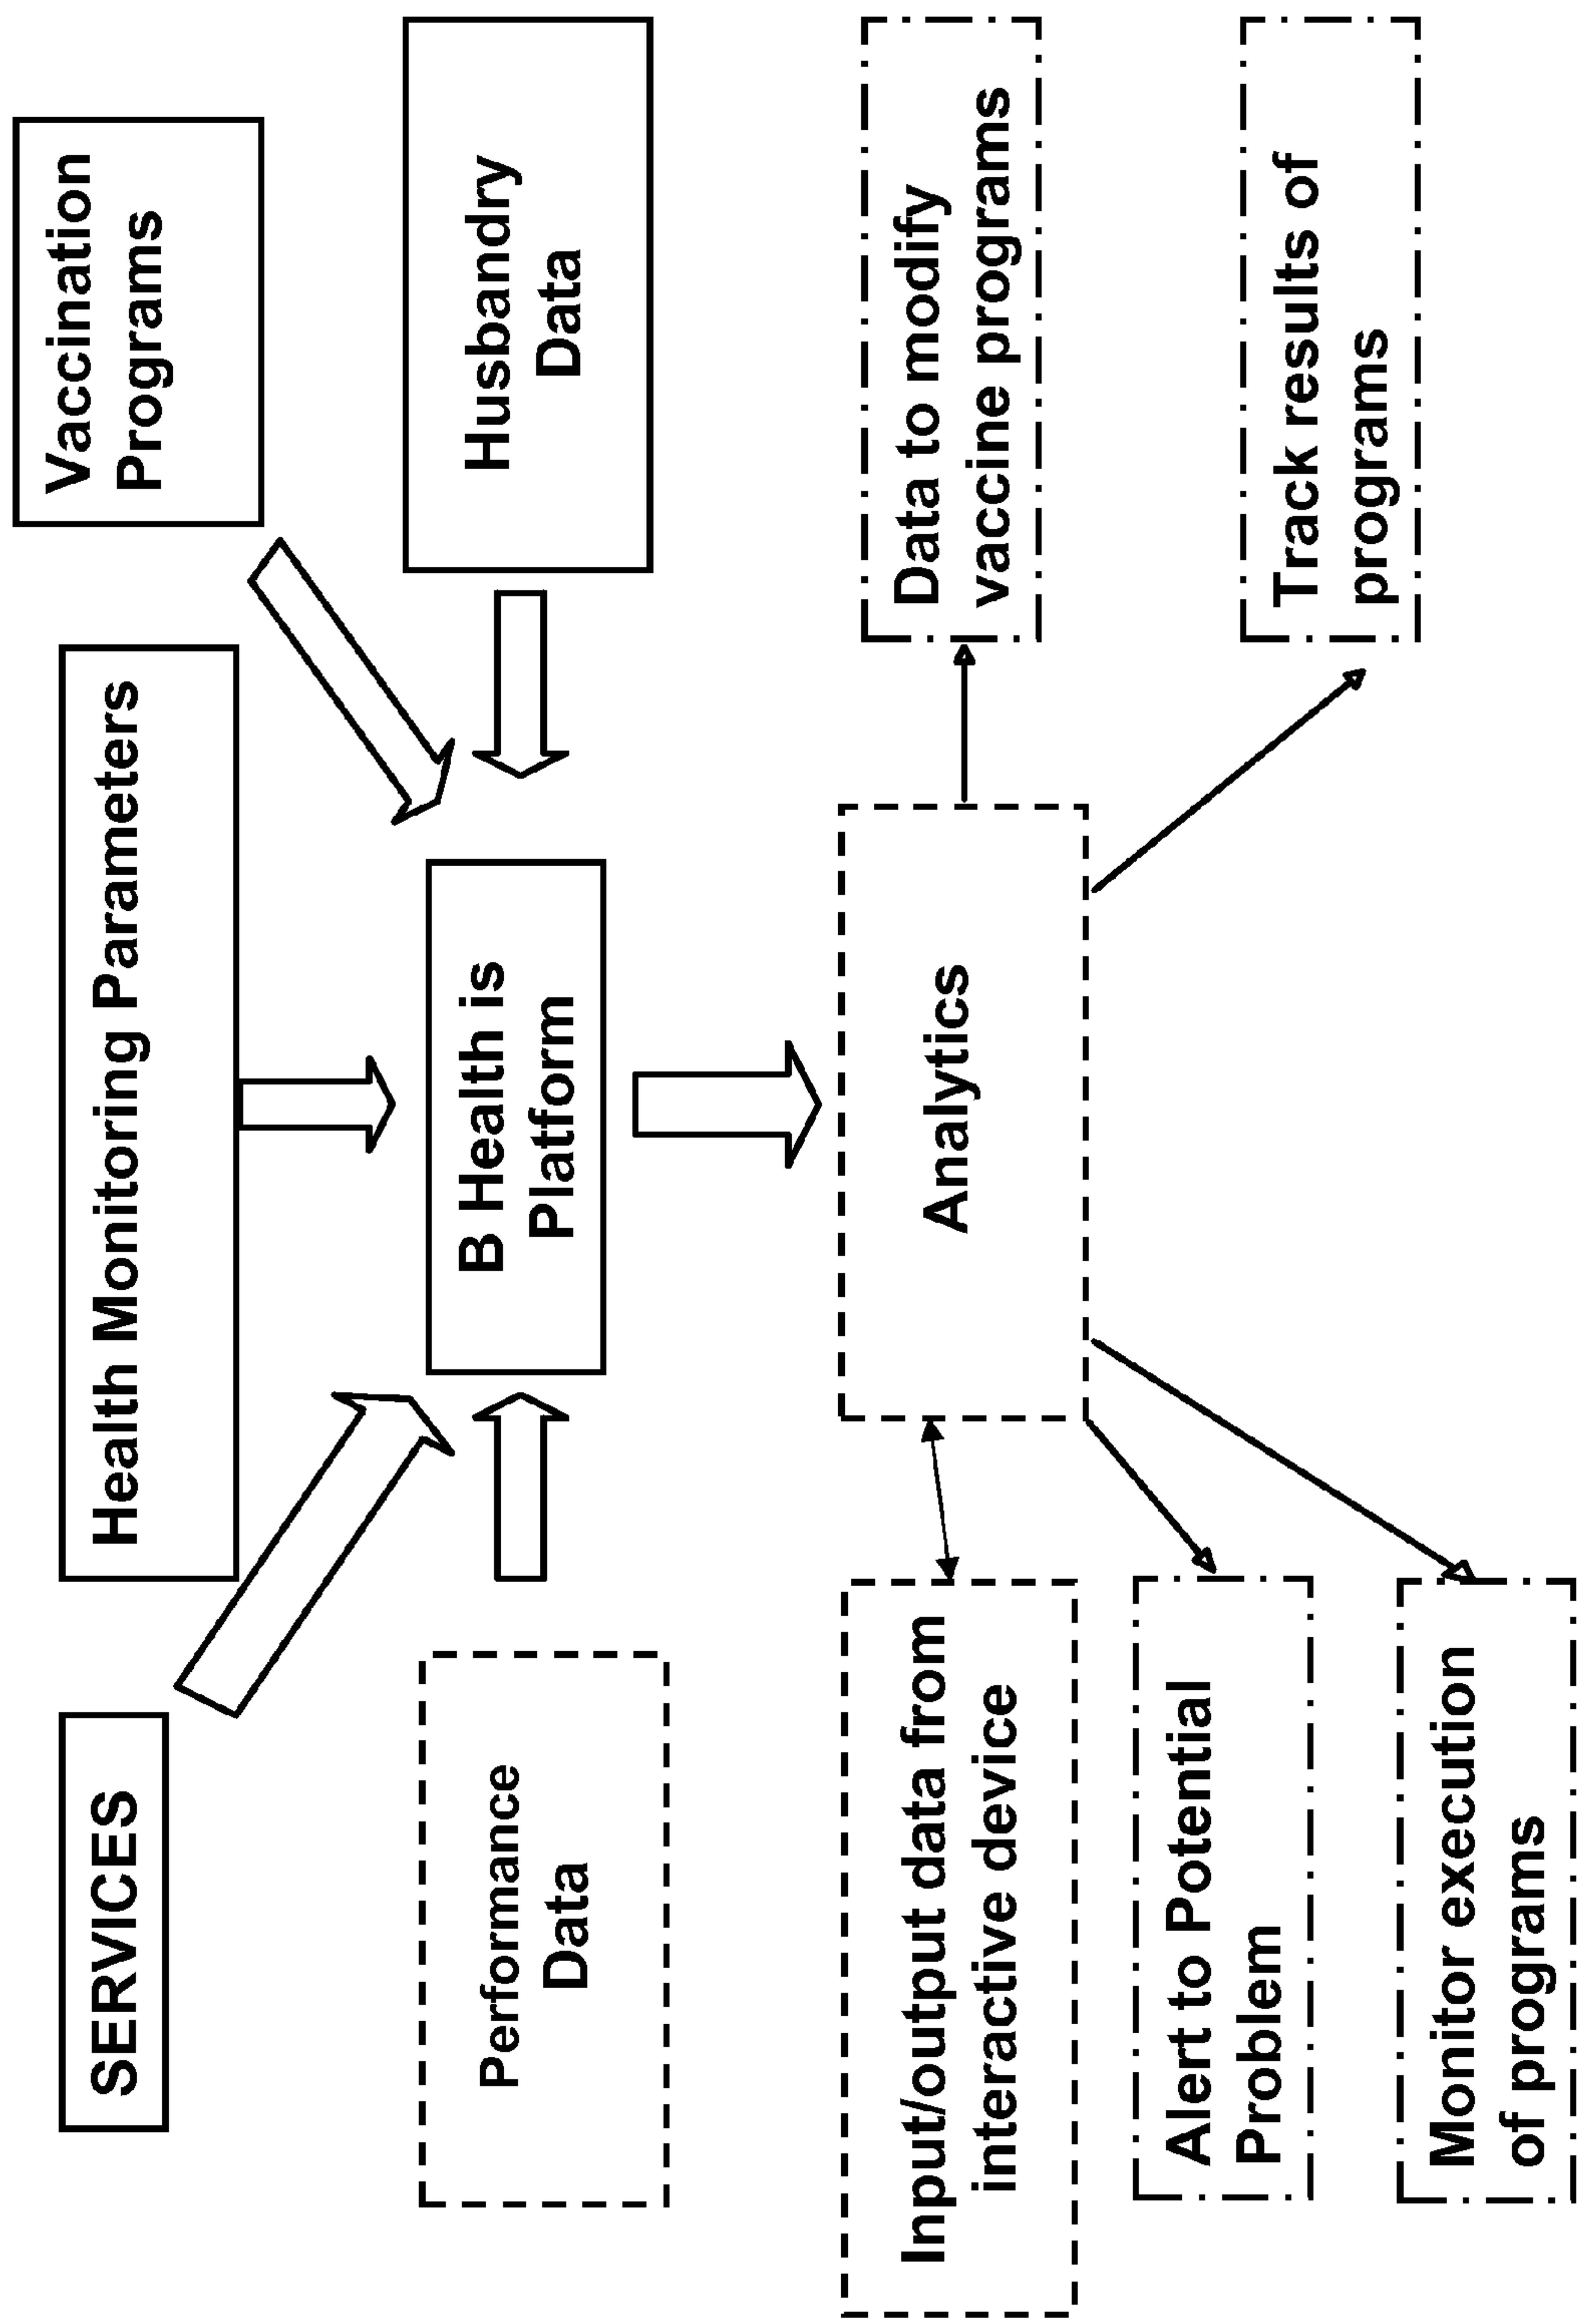 SERVICES
Health Monitoring Parameters
Vaccination
Programs
Performance
Data
B Health is
Platform
Husbandry
Data
Input/output data from
interactive device
Analytics
Data to modify
vaccine programs
Alert to Potential
Problem
Monitor execution
of programs
Track results of
programs